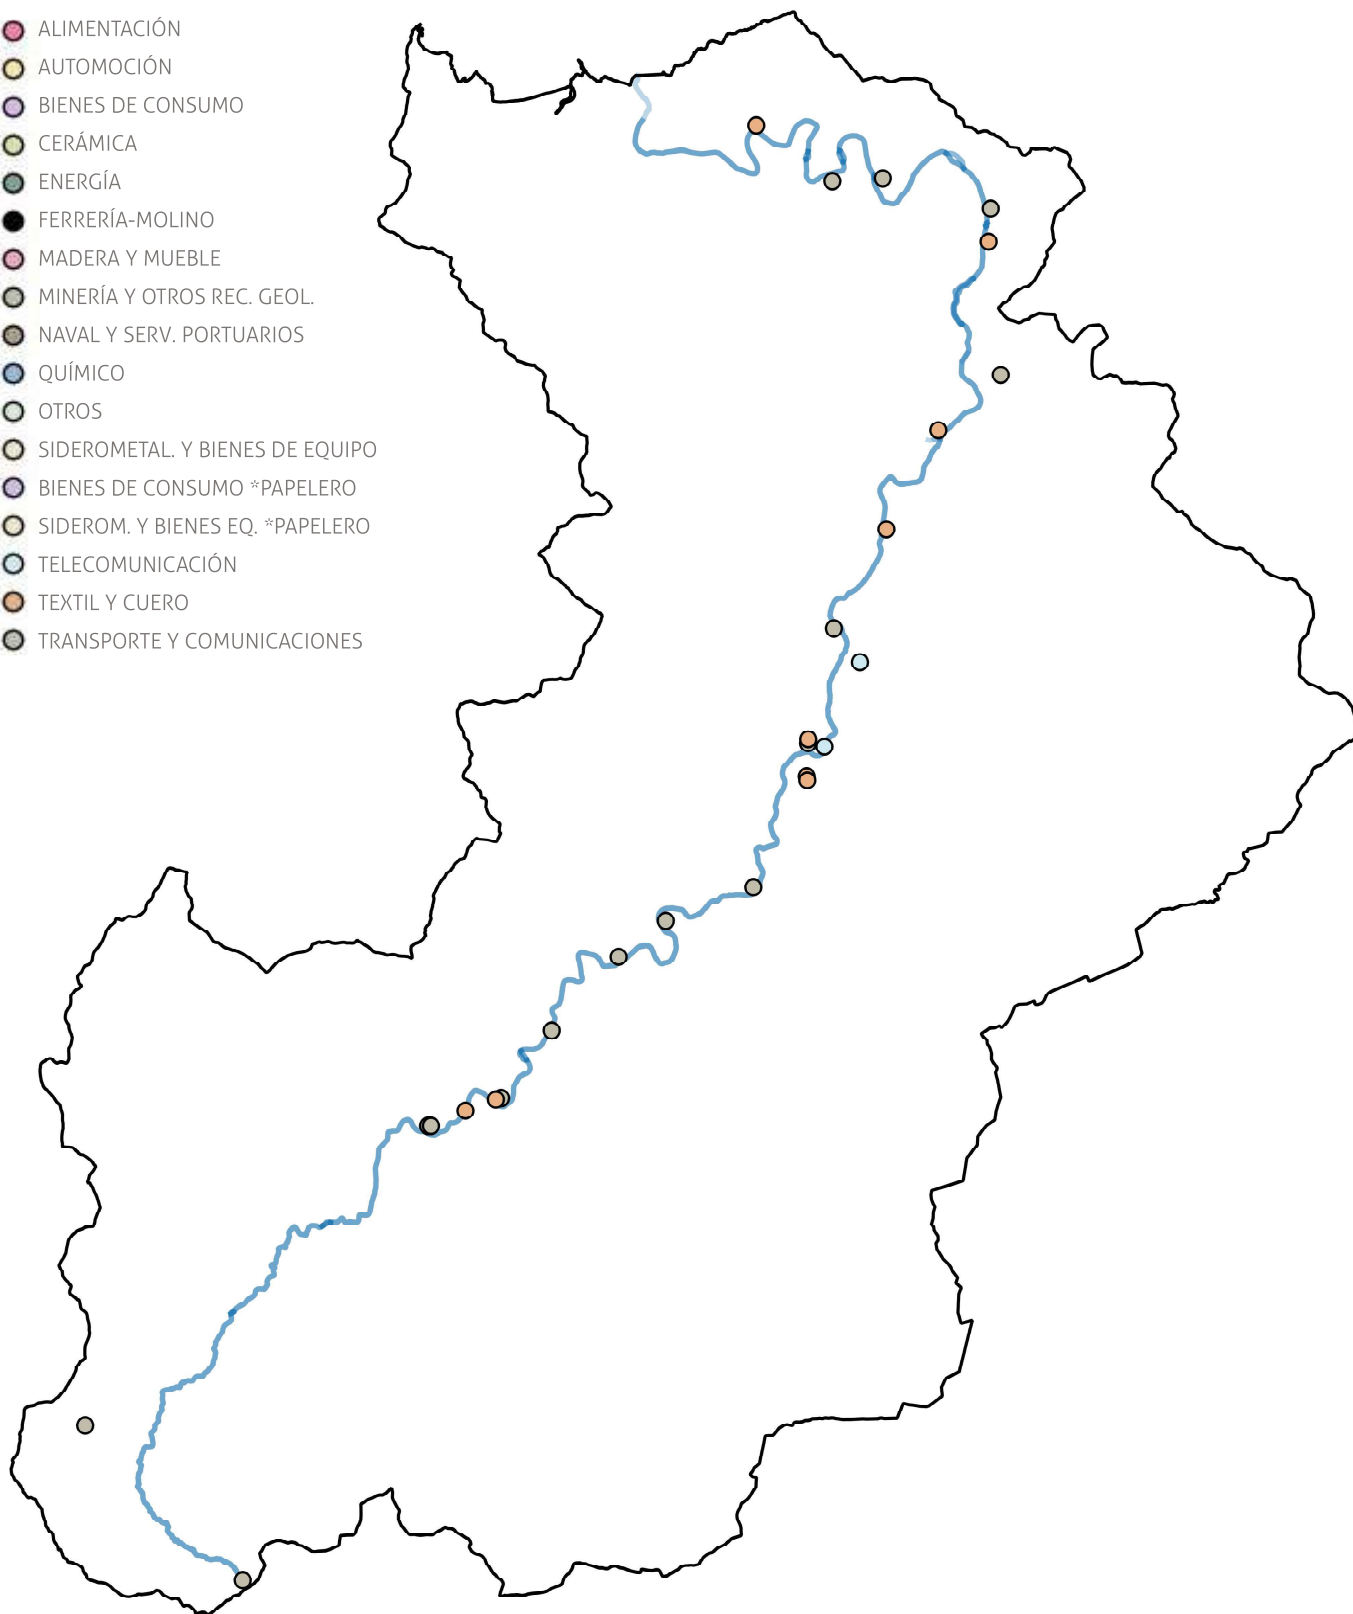 ALIMENTACIÓN
AUTOMOCIÓN
BIENES DE CONSUMO
CERÁMICA
ENERGÍA
FERRERÍA-MOLINO
MADERA Y MUEBLE
MINERÍA Y OTROS REC. GEOL.
NAVAL Y SERV. PORTUARIOS
QUÍMICO
OTROS
SIDEROMETAL. Y BIENES DE EQUIPO
BIENES DE CONSUMO *PAPELERO
SIDEROM. Y BIENES EQ. *PAPELERO
TELECOMUNICACIÓN
TEXTIL Y CUERO
TRANSPORTE Y COMUNICACIONES